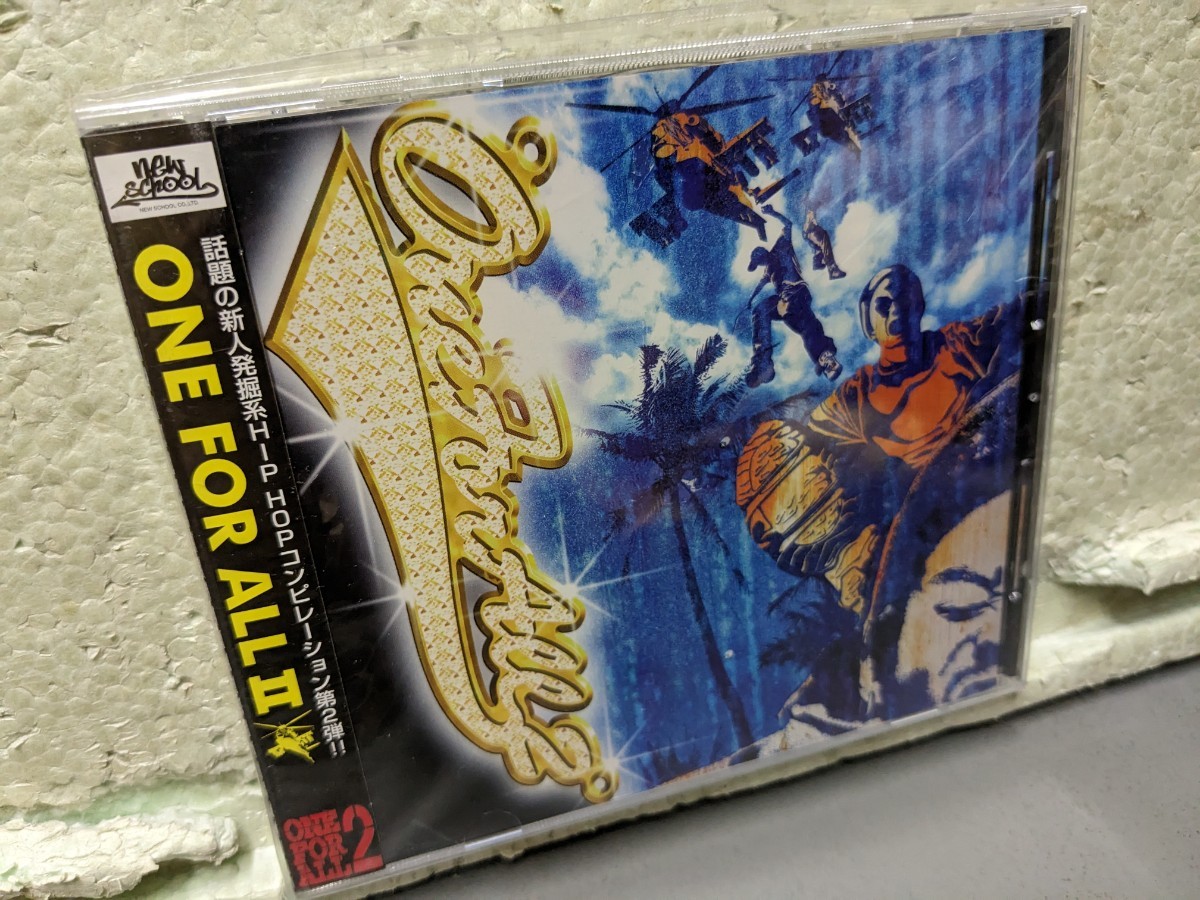 new
school
NEW SCHOOL CO.,LTD.
話題の新人発掘系HIP HOPコンピレーション第2弾!!
ONE FOR ALL II
ONE
FOR
ALL 2
One For All 2